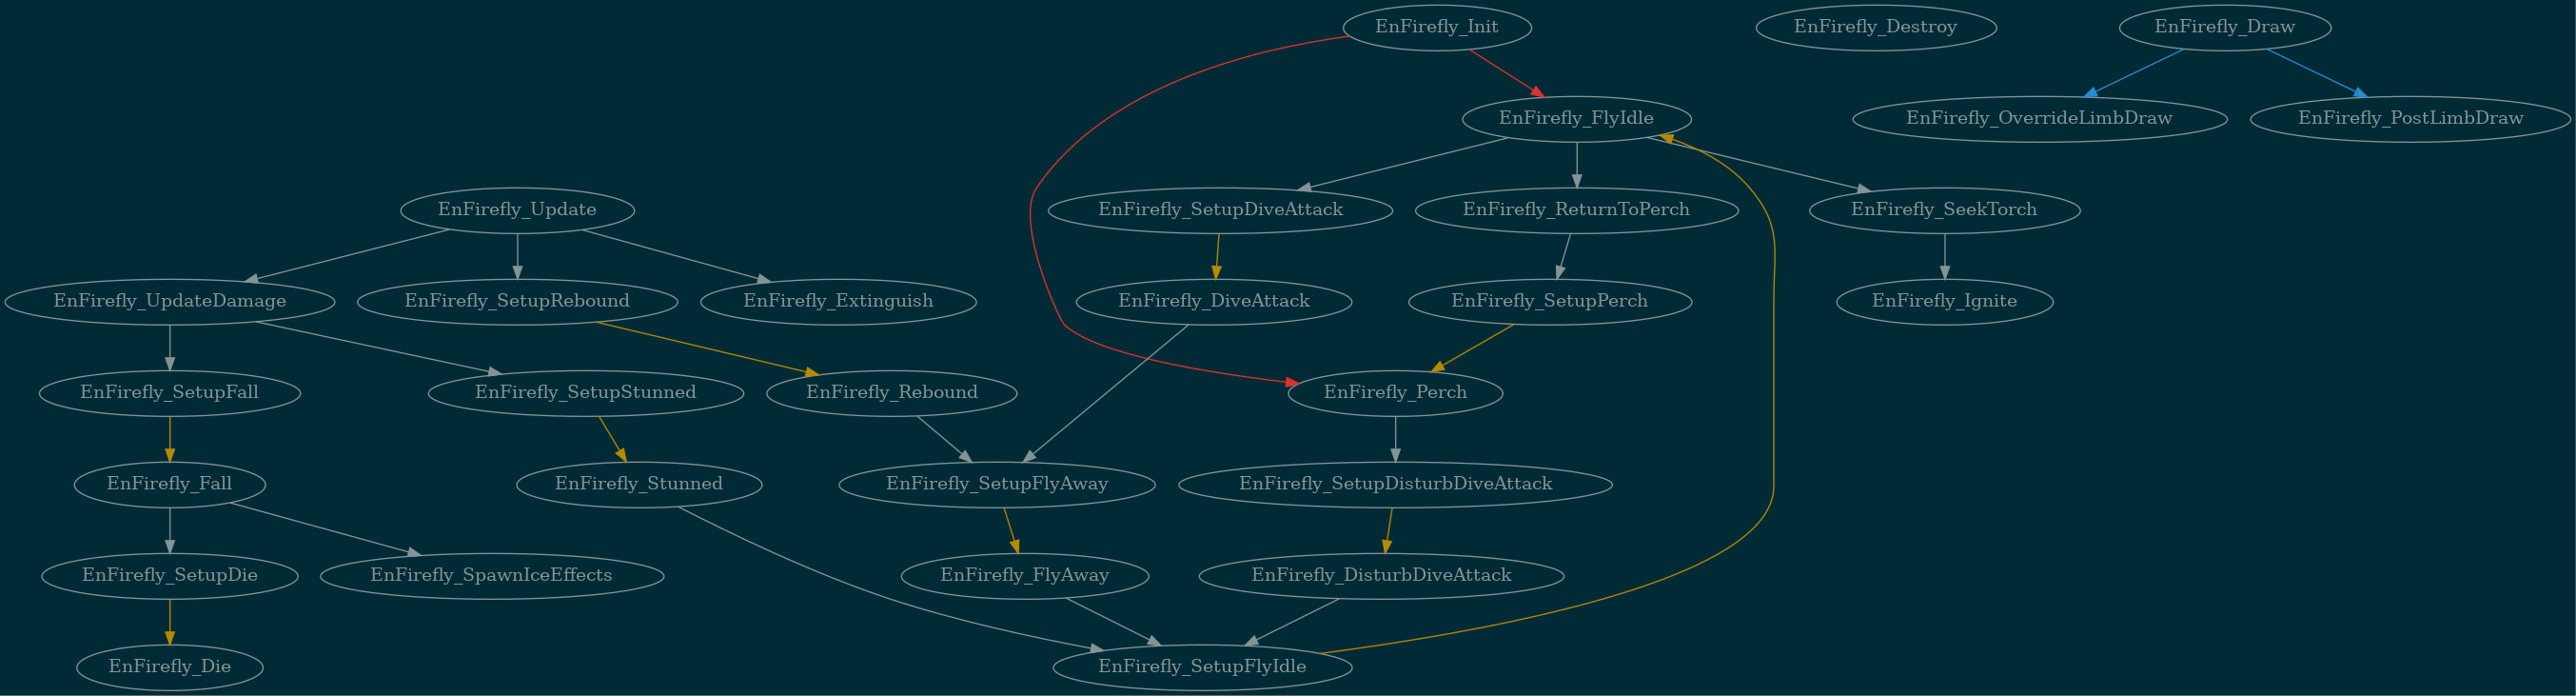 EnFirefly_Init
EnFirefly_Destroy
EnFirefly_Draw
EnFirefly_FlyIdle
EnFirefly_OverrideLimbDraw
EnFirefly_PostLimbDraw
EnFirefly_Update
EnFirefly_SetupDiveAttack
EnFirefly_ReturnToPerch
EnFirefly_SeekTorch
EnFirefly_UpdateDamage
EnFirefly_SetupRebound
EnFirefly_Extinguish
EnFirefly_DiveAttack
EnFirefly_SetupPerch
EnFirefly_Ignite
EnFirefly_SetupFall
EnFirefly_SetupStunned
EnFirefly_Rebound
EnFirefly_Perch
EnFirefly_Fall
EnFirefly_Stunned
EnFirefly_SetupFlyAway
EnFirefly_SetupDisturbDiveAttack
EnFirefly_SetupDie
EnFirefly_SpawnIceEffects
EnFirefly_FlyAway
EnFirefly_DisturbDiveAttack
EnFirefly_Die
EnFirefly_SetupFlyIdle